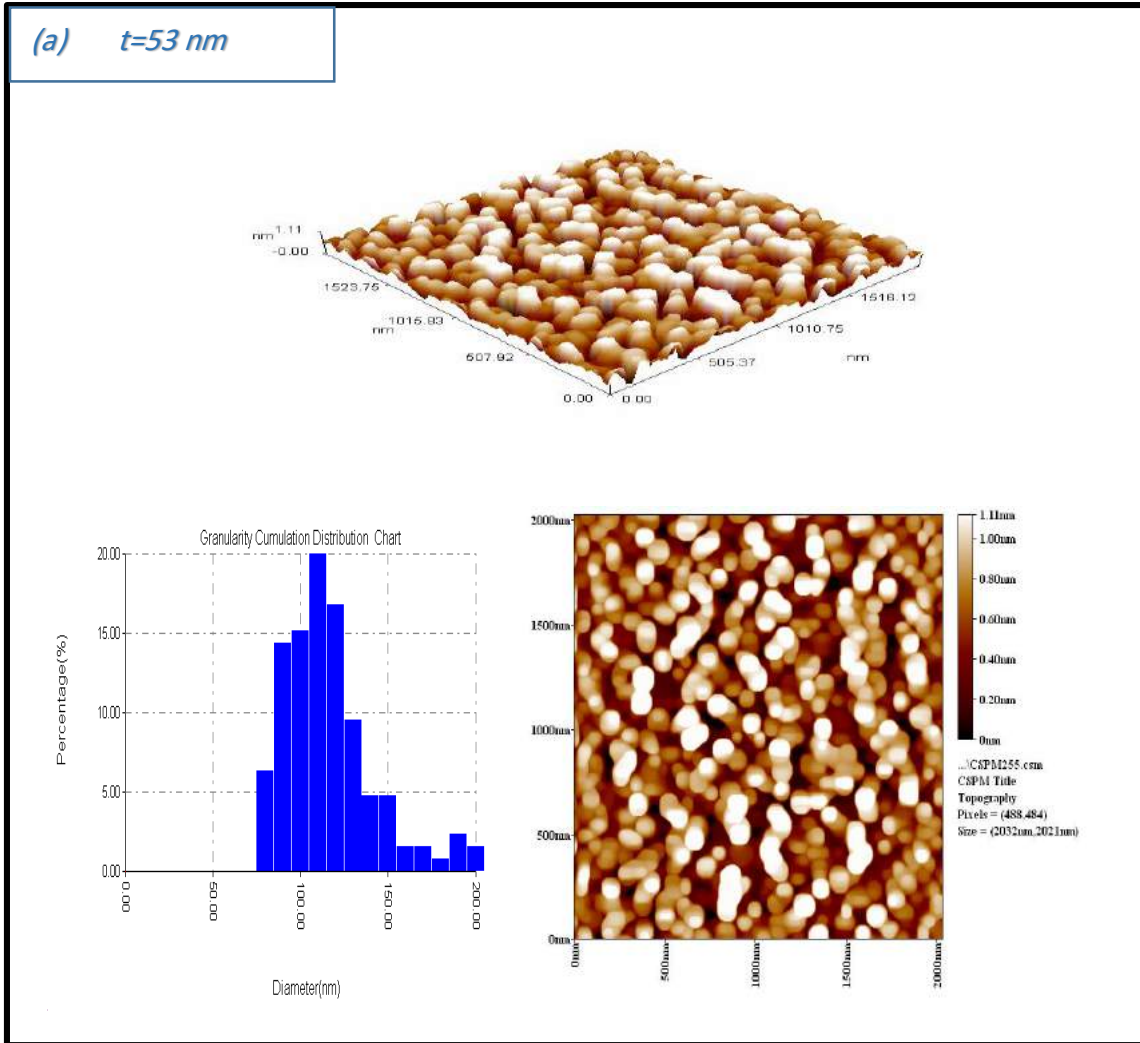 (a) t=53 nm
nm 1.11
-0.00
1523.75
1015.83
nm
507.92
0.00
0.00
505.37
1010.75
1516.12
nm
Granularity Cumulation Distribution Chart
20.00
15.00
10.00
5.00
0.00
Percentage(%)
0.00
50.00
100.00
150.00
200.00
Diameter(nm)
2000nm
1500nm
1000nm
500nm
0nm
0nm
500nm
1000nm
1500nm
2000nm
1.11nm
1.00nm
0.80nm
0.60nm
0.40nm
0.20nm
0nm
...\CSPM255.csm
CSPM Title
Topography
Pixels = (488,484)
Size = (2032nm,2021nm)